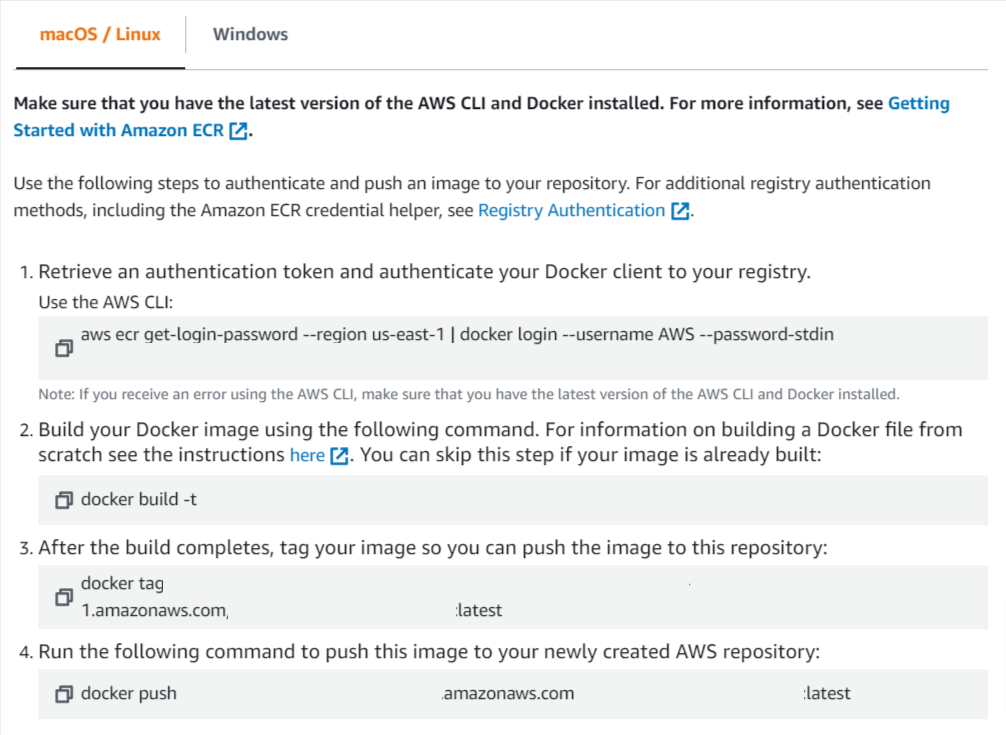 macOS / Linux
Windows
Make sure that you have the latest version of the AWS CLI and Docker installed. For more information, see Getting
Started with Amazon ECR.
Use the following steps to authenticate and push an image to your repository. For additional registry authentication
methods, including the Amazon ECR credential helper, see Registry Authentication.
1. Retrieve an authentication token and authenticate your Docker client to your registry.
Use the AWS CLI:
aws ecr get-login-password --region us-east-1 | docker login --username AWS --password-stdin
Note: If you receive an error using the AWS CLI, make sure that you have the latest version of the AWS CLI and Docker installed.
2. Build your Docker image using the following command. For information on building a Docker file from
scratch see the instructions here. You can skip this step if your image is already built:
docker build -t
3. After the build completes, tag your image so you can push the image to this repository:
docker tag
1.amazonaws.com, :latest
4. Run the following command to push this image to your newly created AWS repository:
docker push .amazonaws.com :latest